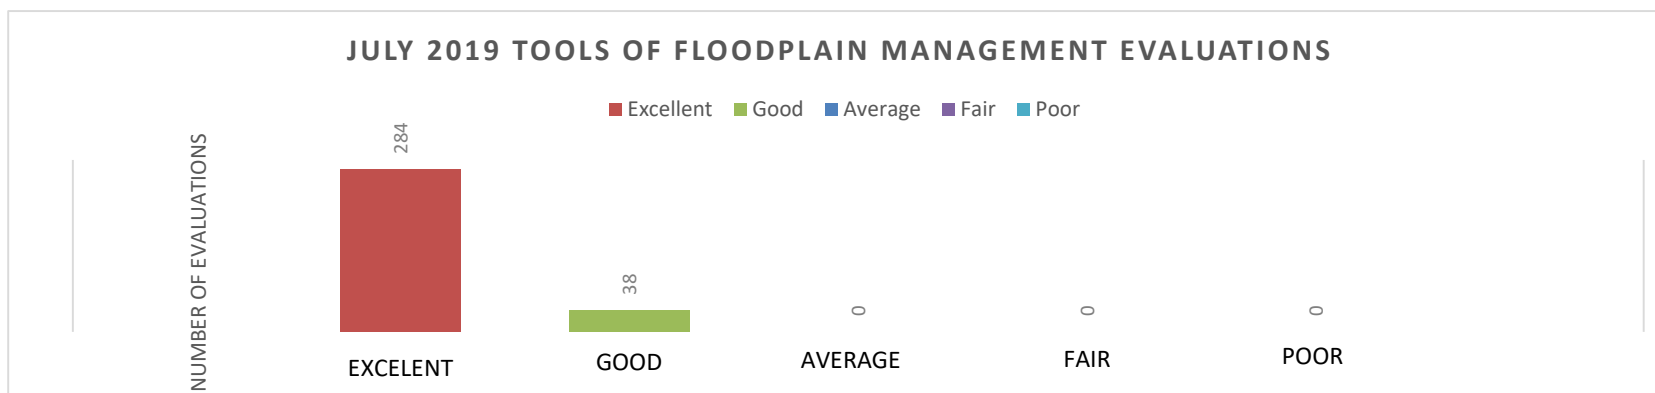 JULY 2019 TOOLS OF FLOODPLAIN MANAGEMENT EVALUATIONS
Excellent Good Average Fair Poor
NUMBER OF EVALUATIONS
284
38
0
0
0
EXCELENT GOOD AVERAGE FAIR POOR